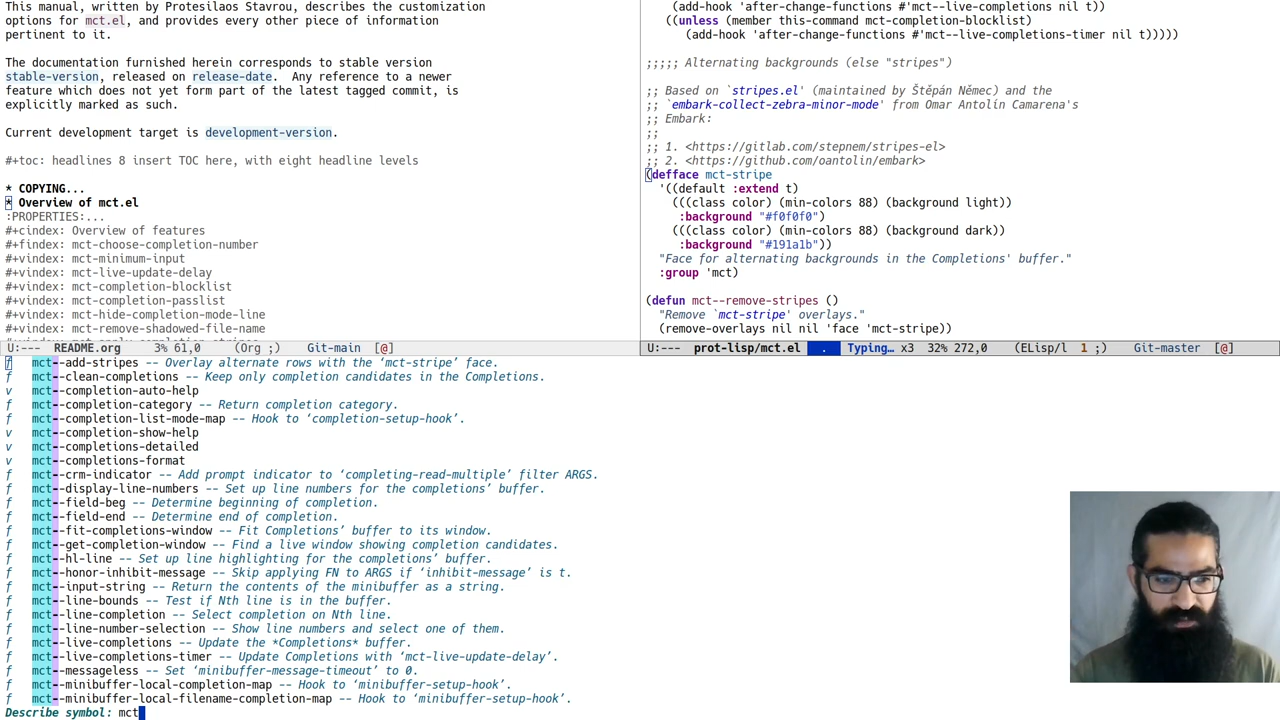 This manual, written by Protesilaos Stavrou, describes the customization
options for mct.el, and provides every other piece of information
pertinent to it.
The documentation furnished herein corresponds to stable version
stable-version, released on release-date.  Any reference to a newer
feature which does not yet form part of the latest tagged commit, is
explicitly marked as such.
Current development target is development-version.
#+toc: headlines 8 insert TOC here, with eight headline levels
* COPYING...
* Overview of mct.el
:PROPERTIES:...
#+cindex: Overview of features
#+findex: mct-choose-completion-number
#+vindex: mct-minimum-input
#+vindex: mct-live-update-delay
#+vindex: mct-completion-blocklist
#+vindex: mct-completion-passlist
#+vindex: mct-hide-completion-mode-line
#+vindex: mct-remove-shadowed-file-name
U:---  README.org     3% 61,0     (Org ;)     Git-main  [@]
(add-hook 'after-change-functions #'mct--live-completions nil t))
((unless (member this-command mct-completion-blocklist)
(add-hook 'after-change-functions #'mct--live-completions-timer nil t)))))
;;;;; Alternating backgrounds (else "stripes")
;; Based on `stripes.el' (maintained by Štěpán Němec) and the
;; `embark-collect-zebra-minor-mode' from Omar Antolín Camarena's
;; Embark:
;;
;; 1. <https://gitlab.com/stepnem/stripes-el>
;; 2. <https://github.com/oantolin/embark>
(defface mct-stripe
'((default :extend t)
(((class color) (min-colors 88) (background light))
:background "#f0f0f0")
(((class color) (min-colors 88) (background dark))
:background "#191a1b"))
"Face for alternating backgrounds in the Completions' buffer."
:group 'mct)
(defun mct--remove-stripes ()
"Remove `mct-stripe' overlays."
(remove-overlays nil nil 'face 'mct-stripe))
U:---  prot-lisp/mct.el  .  Typing… x3  32% 272,0    (ELisp/l  1 ;)    Git-master  [@]
f   mct--add-stripes -- Overlay alternate rows with the ‘mct-stripe’ face.
f   mct--clean-completions -- Keep only completion candidates in the Completions.
v   mct--completion-auto-help
f   mct--completion-category -- Return completion category.
f   mct--completion-list-mode-map -- Hook to ‘completion-setup-hook’.
v   mct--completion-show-help
v   mct--completions-detailed
v   mct--completions-format
f   mct--crm-indicator -- Add prompt indicator to ‘completing-read-multiple’ filter ARGS.
f   mct--display-line-numbers -- Set up line numbers for the completions’ buffer.
f   mct--field-beg -- Determine beginning of completion.
f   mct--field-end -- Determine end of completion.
f   mct--fit-completions-window -- Fit Completions’ buffer to its window.
f   mct--get-completion-window -- Find a live window showing completion candidates.
f   mct--hl-line -- Set up line highlighting for the completions’ buffer.
f   mct--honor-inhibit-message -- Skip applying FN to ARGS if ‘inhibit-message’ is t.
f   mct--input-string -- Return the contents of the minibuffer as a string.
f   mct--line-bounds -- Test if Nth line is in the buffer.
f   mct--line-completion -- Select completion on Nth line.
f   mct--line-number-selection -- Show line numbers and select one of them.
f   mct--live-completions -- Update the *Completions* buffer.
f   mct--live-completions-timer -- Update Completions with ‘mct-live-update-delay’.
f   mct--messageless -- Set ‘minibuffer-message-timeout’ to 0.
f   mct--minibuffer-local-completion-map -- Hook to ‘minibuffer-setup-hook’.
f   mct--minibuffer-local-filename-completion-map -- Hook to ‘minibuffer-setup-hook’.
Describe symbol: mct